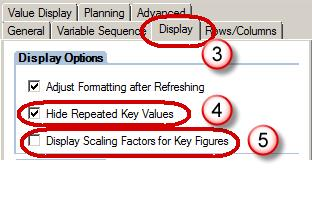 Value Display Planning Advanced
General Variable Sequence Display Rows/Columns
3
Display Options
Adjust Formatting after Refreshing
Hide Repeated Key Values 4
Display Scaling Factors for Key Figures 5